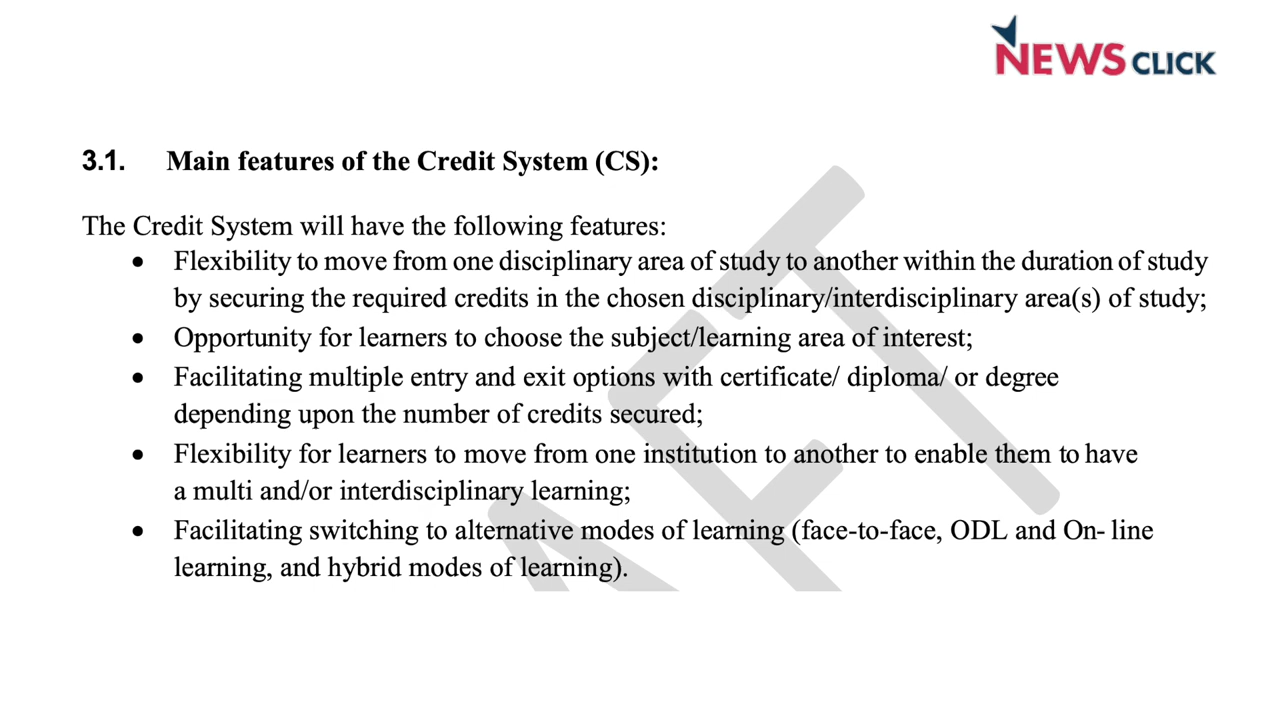 NEWS CLICK
3.1. Main features of the Credit System (CS):
The Credit System will have the following features:
• Flexibility to move from one disciplinary area of study to another within the duration of study
by securing the required credits in the chosen disciplinary/interdisciplinary area(s) of study;
• Opportunity for learners to choose the subject/learning area of interest;
• Facilitating multiple entry and exit options with certificate/ diploma/ or degree
depending upon the number of credits secured;
• Flexibility for learners to move from one institution to another to enable them to have
a multi and/or interdisciplinary learning;
• Facilitating switching to alternative modes of learning (face-to-face, ODL and On- line
learning, and hybrid modes of learning).